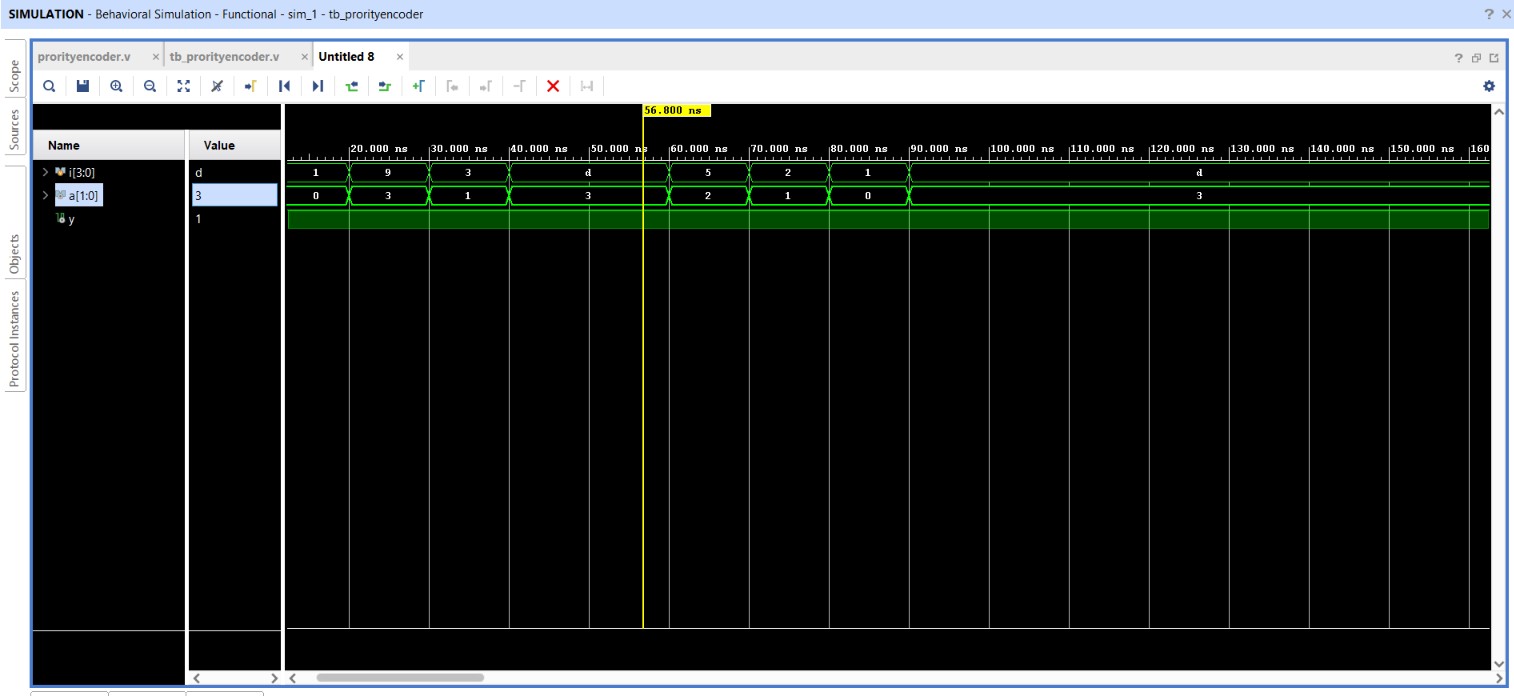 SIMULATION - Behavioral Simulation - Functional - sim_1 - tb_prorityencoder
prorityencoder.v
tb_prorityencoder.v
Untitled 8
Scope
Sources
Objects
Protocol Instances
56.800 ns
Name
Value
20.000 ns 30.000 ns 40.000 ns 50.000 ns 60.000 ns 70.000 ns 80.000 ns 90.000 ns 100.000 ns 110.000 ns 120.000 ns 130.000 ns 140.000 ns 150.000 ns 160
i[3:0] d 1 9 3 d 5 2 1 d
a[1:0] 3 0 3 1 3 2 1 0 3
y 1